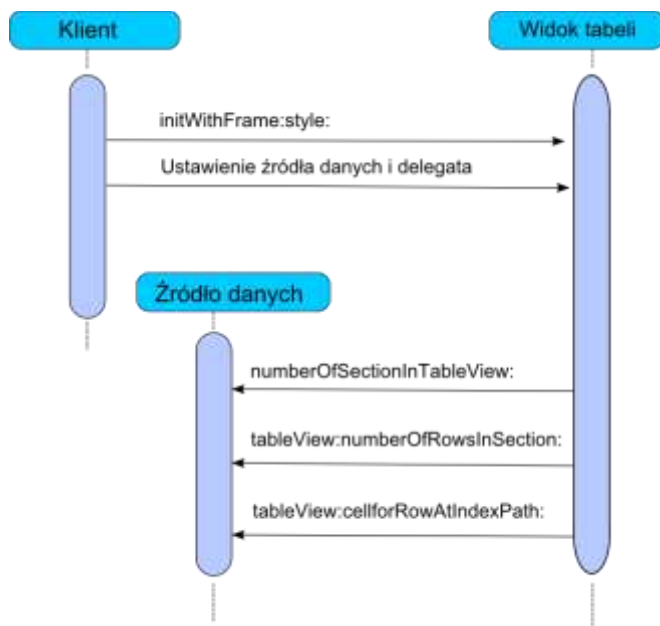 Klient
Widok tabeli
initWithFrame:style:
Ustawienie źródła danych i delegata
Źródło danych
numberOfSectionInTableView:
tableView:numberOfRowsInSection:
tableView:cellforRowAtIndexPath: